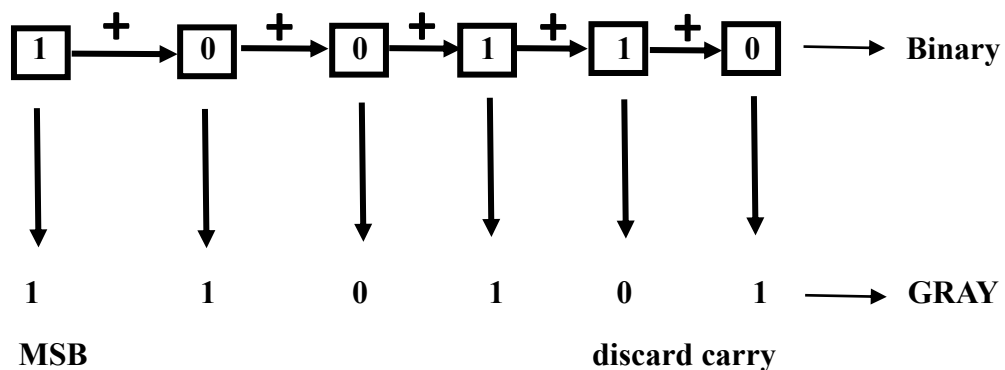 + + + + +
1 0 0 1 1 0 Binary
1 1 0 1 0 1 GRAY
MSB discard carry